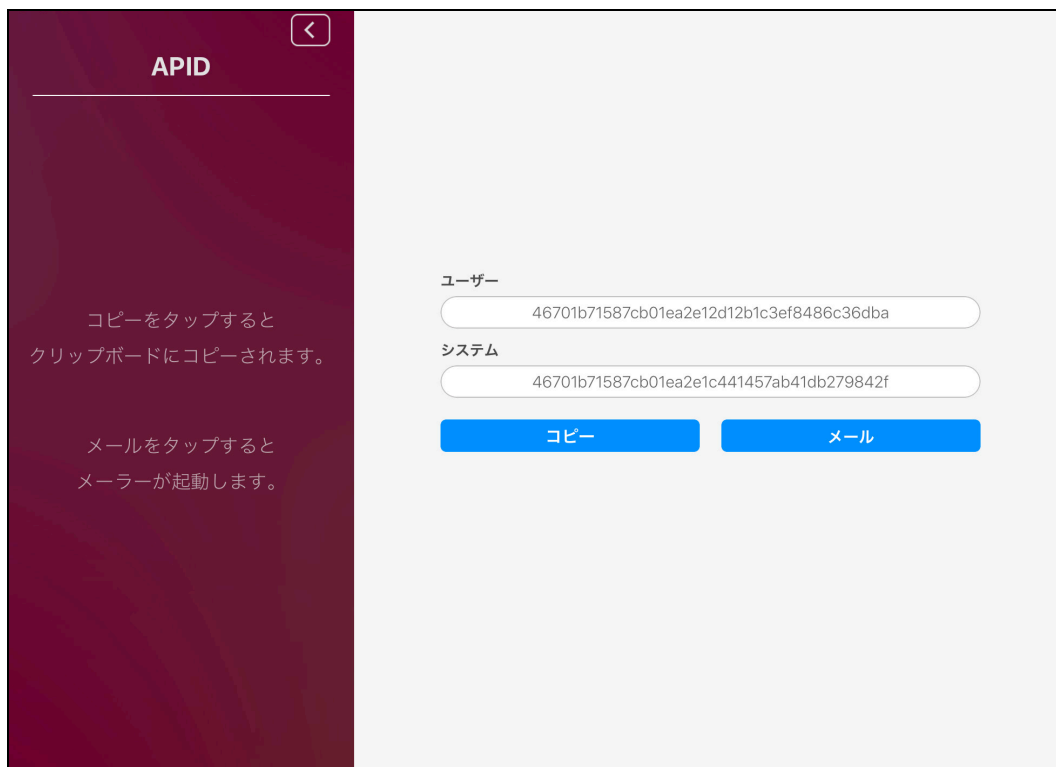 APID
コピーをタップすると
クリップボードにコピーされます。
メールをタップすると
メーラーが起動します。
ユーザー
46701b71587cb01ea2e12d12b1c3ef8486c36dba
システム
46701b71587cb01ea2e1c441457ab41db279842f
コピー
メール